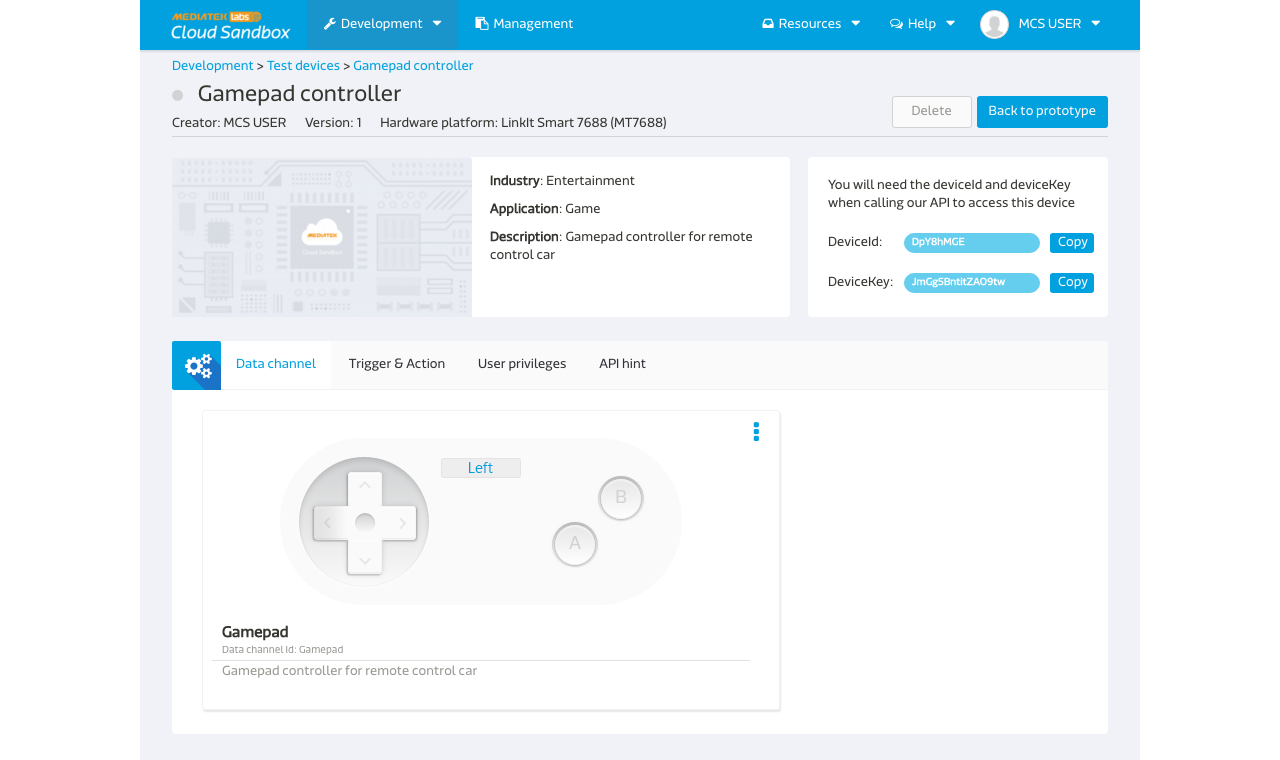 MEDIATEK labs
Cloud Sandbox
Development
Management
Resources
Help
MCS USER
Development > Test devices > Gamepad controller
Gamepad controller
Creator: MCS USER Version: 1 Hardware platform: LinkIt Smart 7688 (MT7688)
Delete
Back to prototype
MEDIATEK
Cloud Sandbox
Industry: Entertainment
Application: Game
Description: Gamepad controller for remote
control car
You will need the deviceId and deviceKey
when calling our API to access this device
DeviceId: DpY8hMGE Copy
DeviceKey: JmGgSBntitZAO9tw Copy
Data channel
Trigger & Action
User privileges
API hint
Left
B
A
Gamepad
Data channel Id: Gamepad
Gamepad controller for remote control car